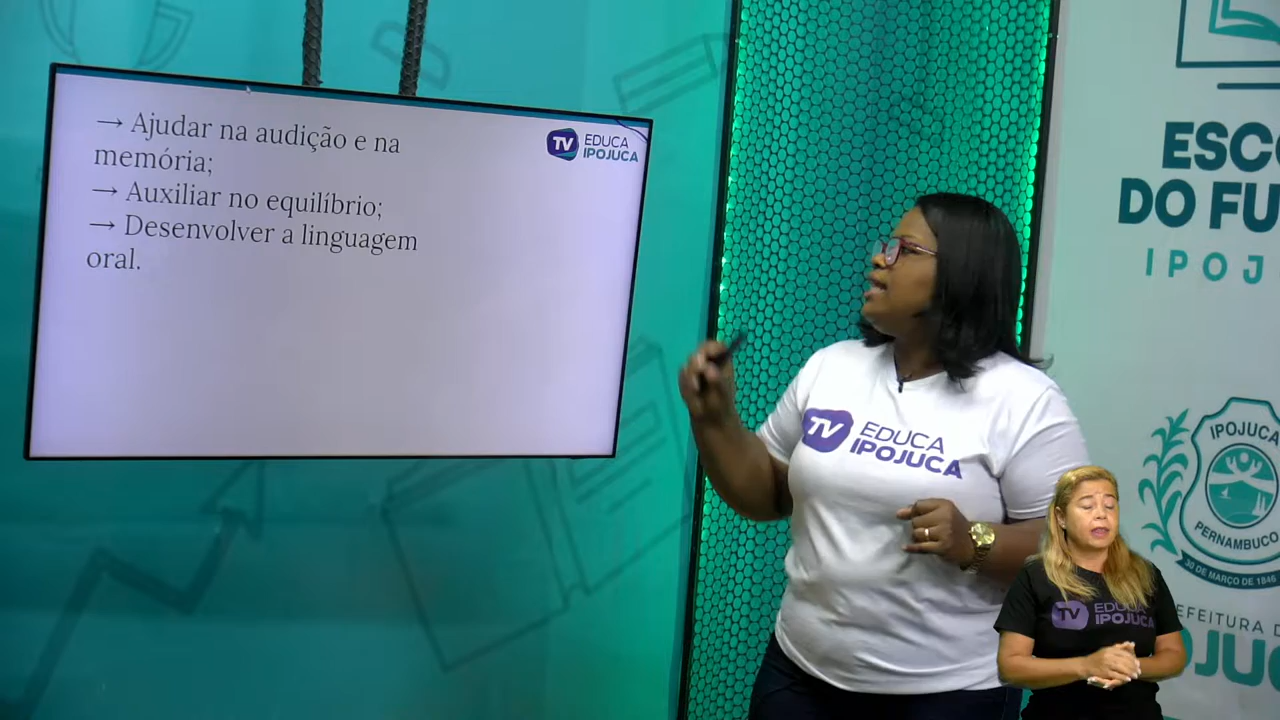 → Ajudar na audição e na
memória;
→ Auxiliar no equilíbrio;
→ Desenvolver a linguagem
oral.
TV EDUCA
IPOJUCA
TV EDUCA
IPOJUCA
TV EDUCA
IPOJUCA
ESCO
DO FU
IPOJ
IPOJUCA
PERNAMBUCO
30 DE MARÇO DE 1846
EFEITURA D
OJUC